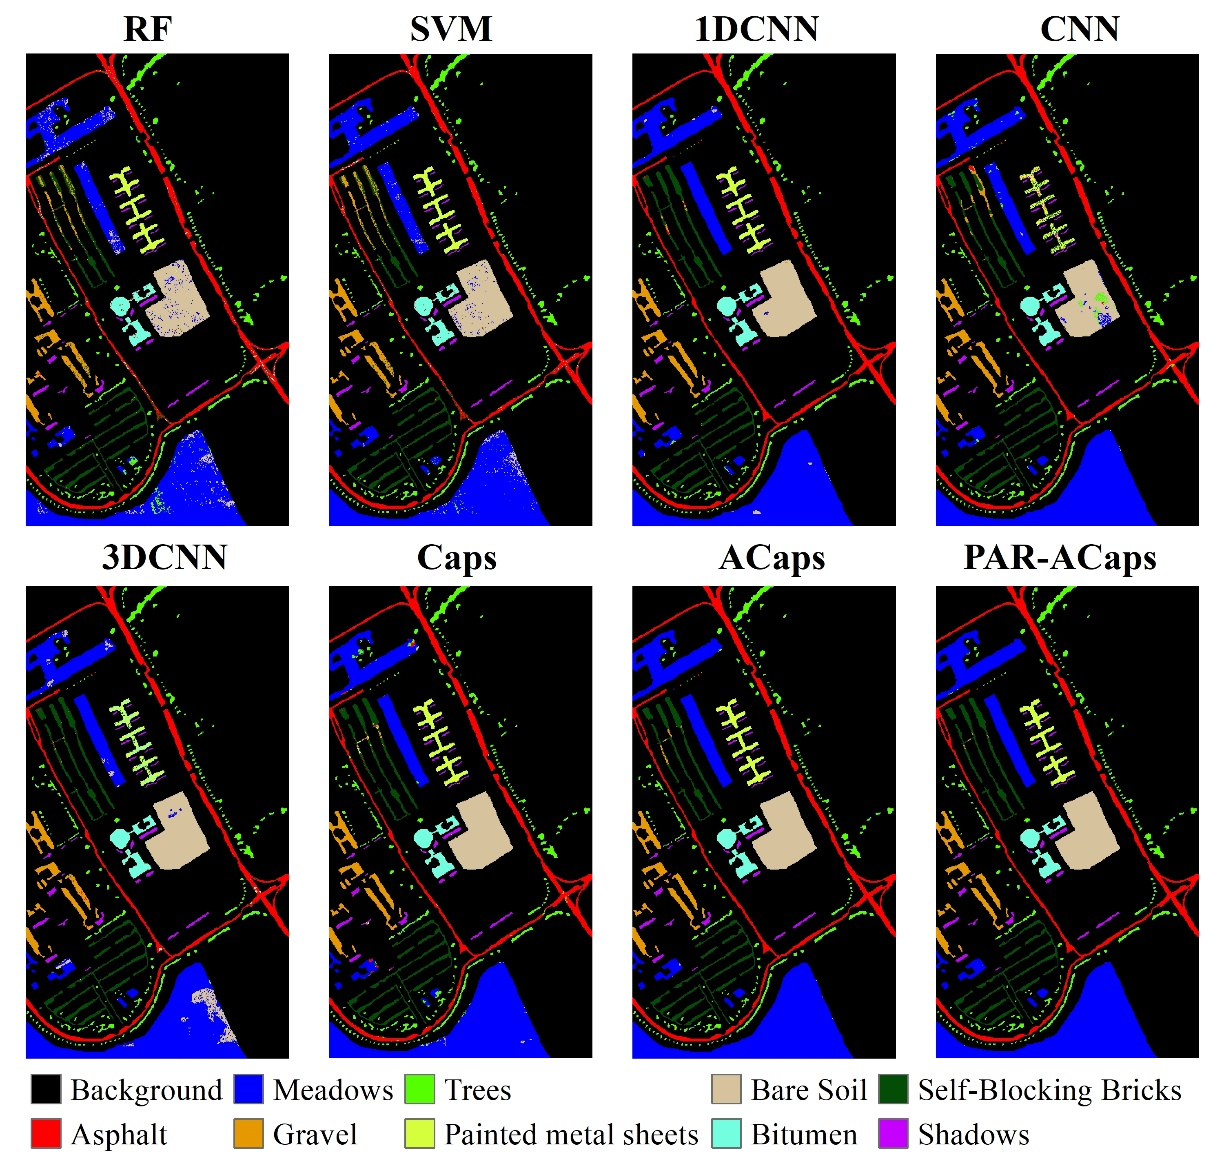 RF SVM 1DCNN CNN
3DCNN Caps ACaps PAR-ACaps
Background Meadows Trees Bare Soil Self-Blocking Bricks
Asphalt Gravel Painted metal sheets Bitumen Shadows